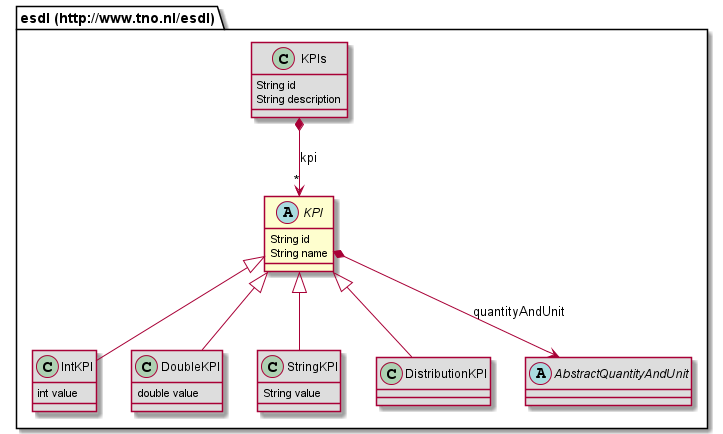 esdl (http://www.tno.nl/esdl)
C KPIs
String id
String description
kpi
*
A KPI
String id
String name
quantityAndUnit
C IntKPI
int value
C DoubleKPI
double value
C StringKPI
String value
C DistributionKPI
A AbstractQuantityAndUnit